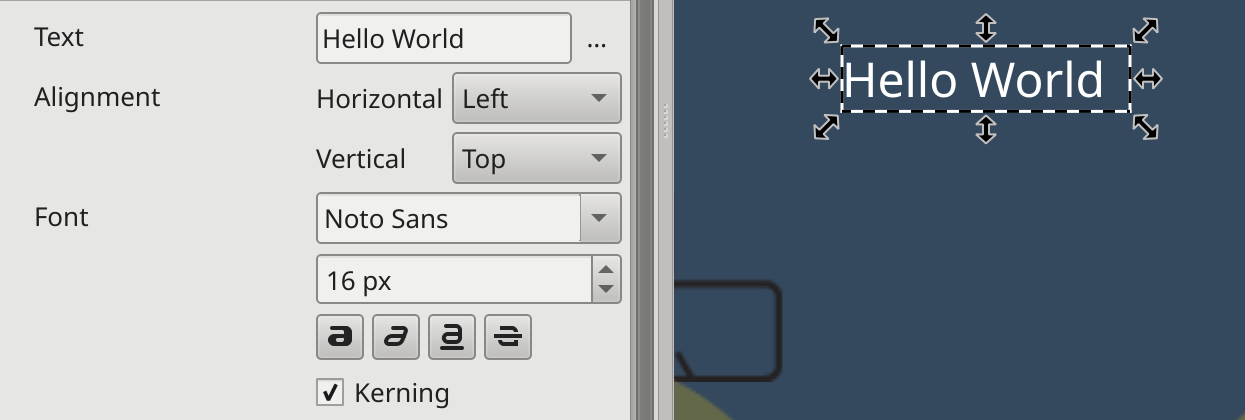 Text Hello World ...
Alignment Horizontal Left
Vertical Top
Font Noto Sans
16 px
a a a S
Kerning
Hello World